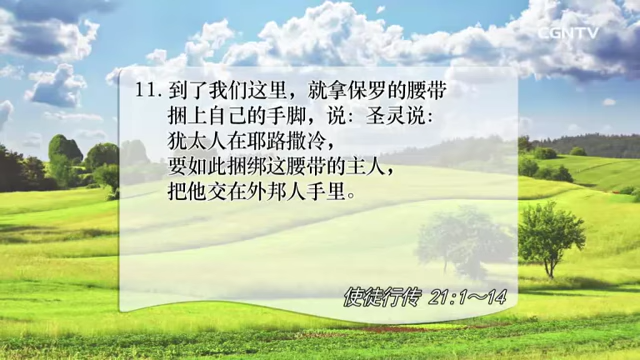 CGNTV
11.到了我们这里，就拿保罗的腰带
捆上自己的手脚，说：圣灵说：
犹太人在耶路撒冷，
要如此捆绑这腰带的主人，
把他交在外邦人手里。
使徒行传 21:1～14